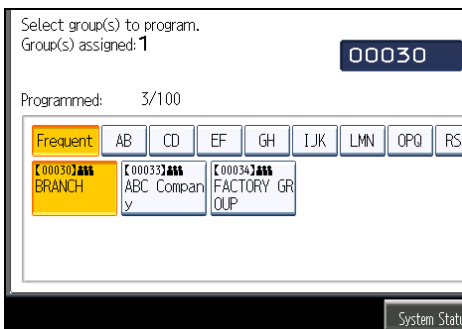 Select group(s) to program.
Group(s) assigned: 1
00030
Programmed: 3/100
Frequent AB CD EF GH IJK LMN OPQ RS
【00030】 【00033】 【00034】
BRANCH ABC Compan FACTORY GR
y OUP
System Statu